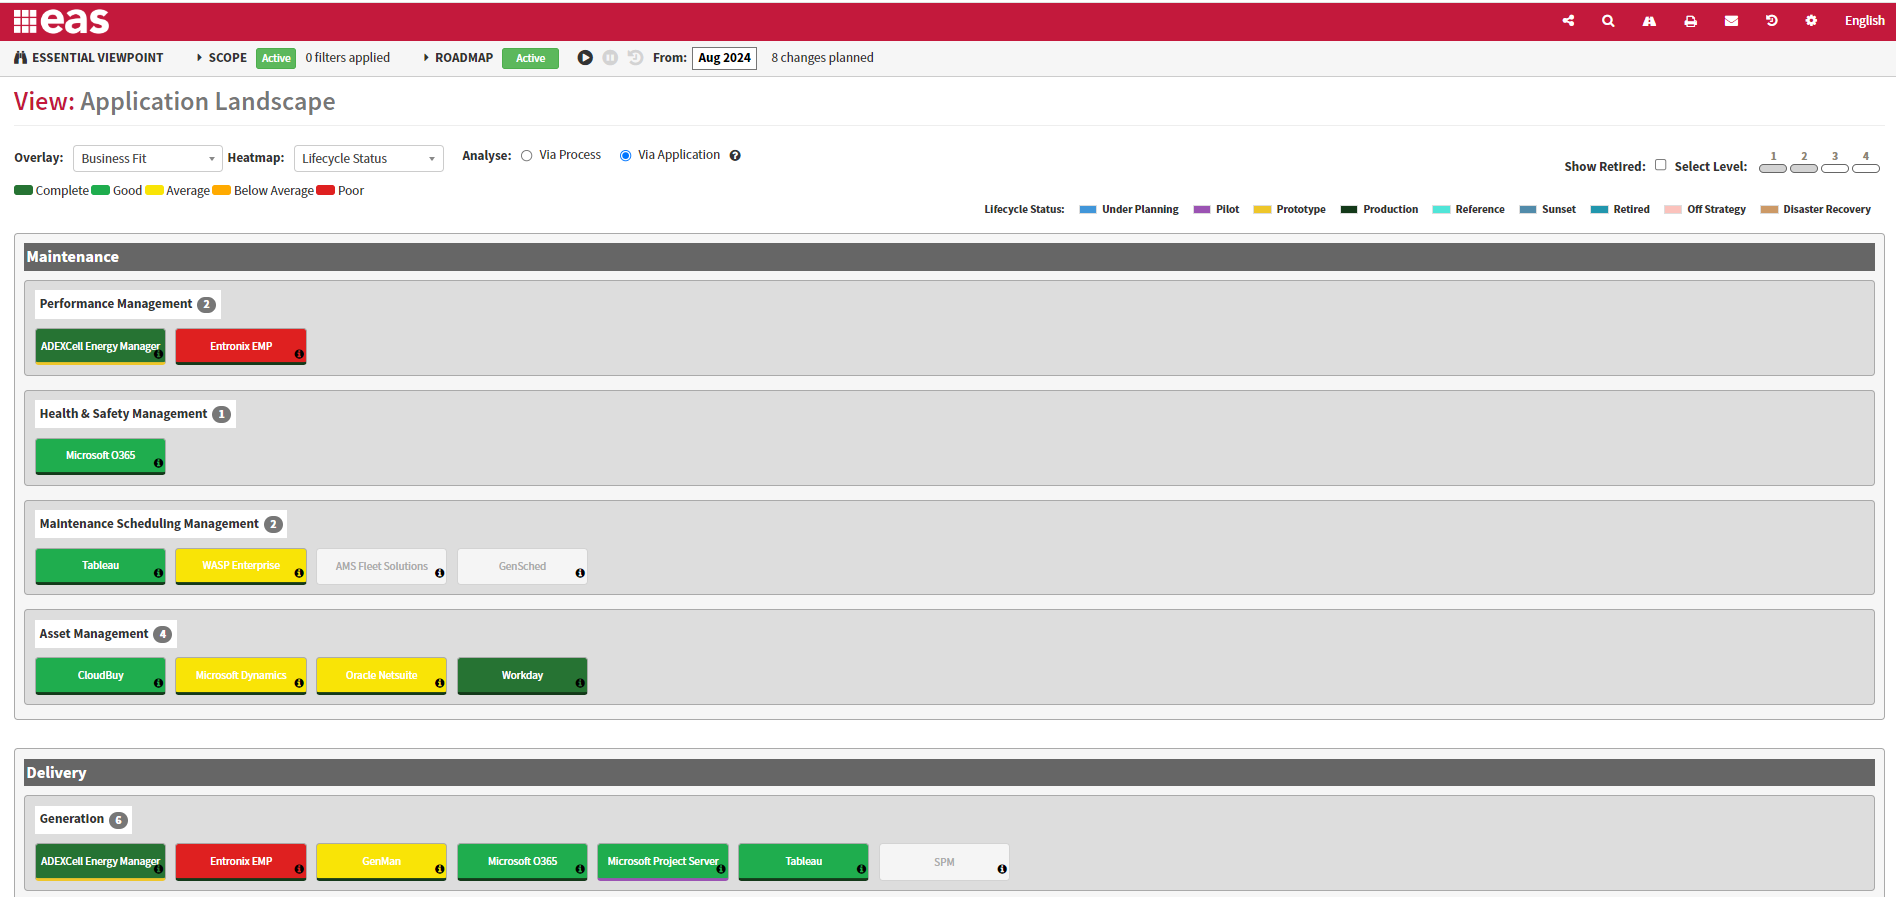 eas
English
ESSENTIAL VIEWPOINT SCOPE Active 0 filters applied ROADMAP Active From: Aug 2024 8 changes planned
View: Application Landscape
Overlay: Business Fit Heatmap: Lifecycle Status Analyse: Via Process Via Application
Show Retired: Select Level: 1 2 3 4
Complete Good Average Below Average Poor
Lifecycle Status: Under Planning Pilot Prototype Production Reference Sunset Retired Off Strategy Disaster Recovery
Maintenance
Performance Management 2
ADEXCell Energy Manager Entronix EMP
Health & Safety Management 1
Microsoft O365
Maintenance Scheduling Management 2
Tableau WASP Enterprise AMS Fleet Solutions GenSched
Asset Management 4
CloudBuy Microsoft Dynamics Oracle Netsuite Workday
Delivery
Generation 6
ADEXCell Energy Manager Entronix EMP GenMan Microsoft O365 Microsoft Project Server Tableau SPM